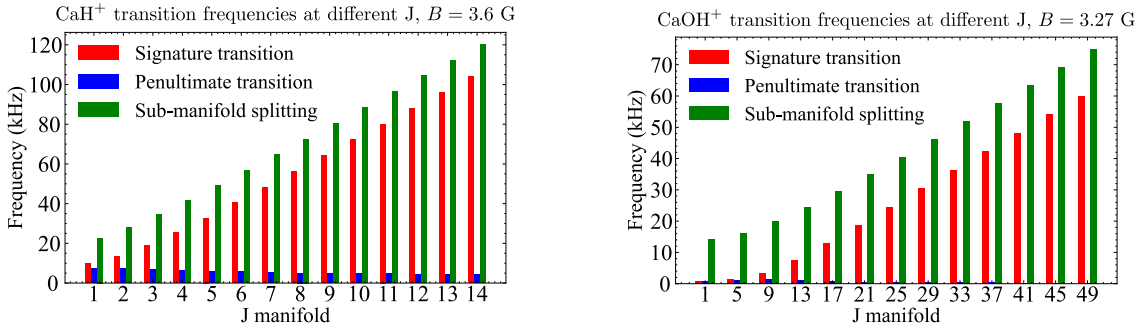 CaH⁺ transition frequencies at different J, B = 3.6 G
Frequency (kHz)
120
100
80
60
40
20
0
Signature transition
Penultimate transition
Sub-manifold splitting
1 2 3 4 5 6 7 8 9 10 11 12 13 14
J manifold
CaOH⁺ transition frequencies at different J, B = 3.27 G
Frequency (kHz)
70
60
50
40
30
20
10
0
Signature transition
Penultimate transition
Sub-manifold splitting
1 5 9 13 17 21 25 29 33 37 41 45 49
J manifold